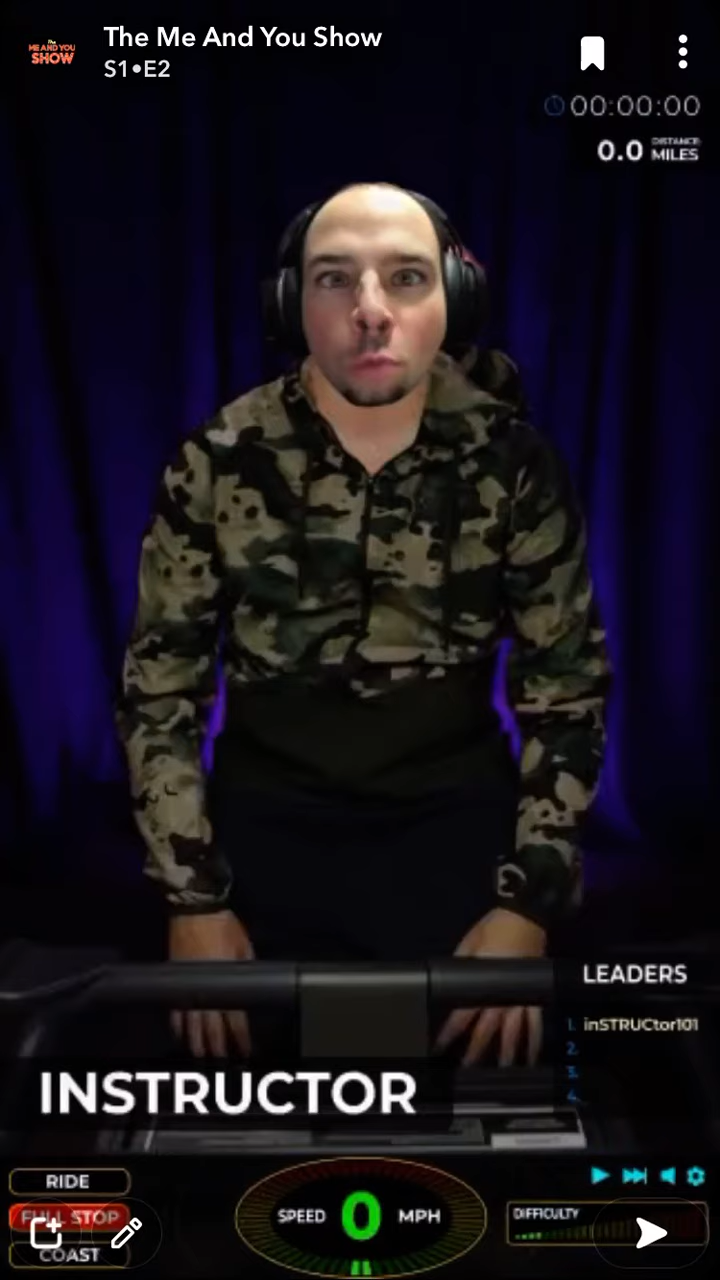 The
ME AND YOU
SHOW
The Me And You Show
S1•E2
00:00:00
0.0 DISTANCE
MILES
LEADERS
1. inSTRUCtor101
2.
3.
4.
INSTRUCTOR
RIDE
FULL STOP
COAST
SPEED 0 MPH
DIFFICULTY